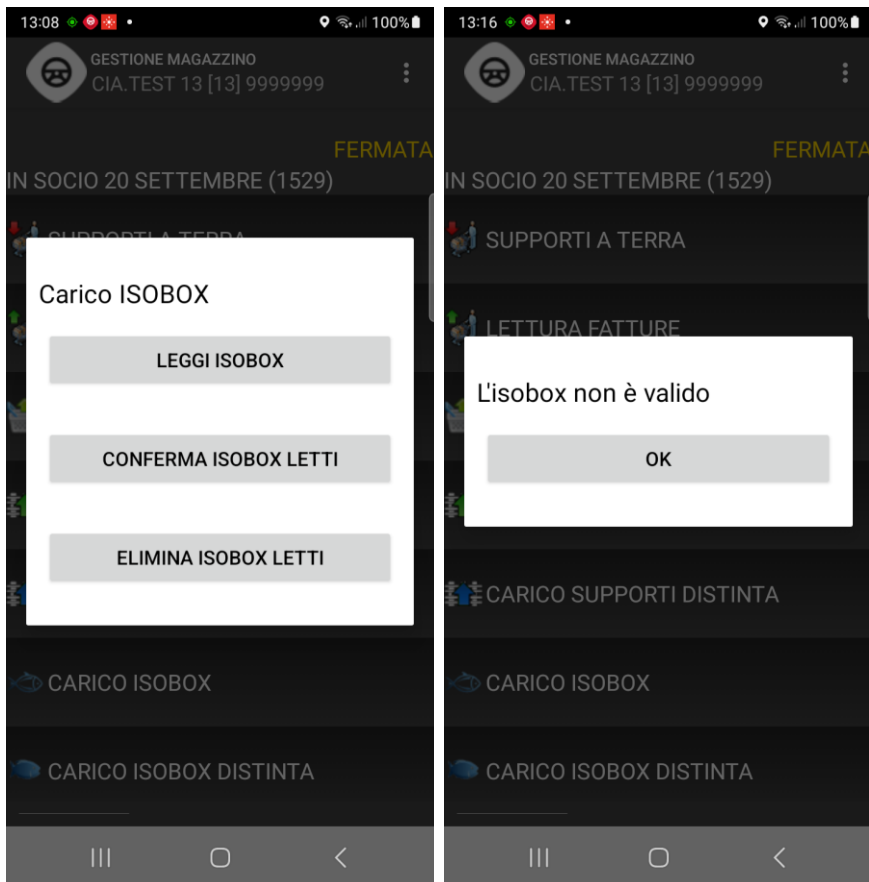 13:08
100%
GESTIONE MAGAZZINO
CIA.TEST 13 [13] 9999999
FERMATA
IN SOCIO 20 SETTEMBRE (1529)
SUPPORTI A TERRA
Carico ISOBOX
LEGGI ISOBOX
CONFERMA ISOBOX LETTI
ELIMINA ISOBOX LETTI
CARICO ISOBOX
CARICO ISOBOX DISTINTA
13:16
100%
GESTIONE MAGAZZINO
CIA.TEST 13 [13] 9999999
FERMATA
IN SOCIO 20 SETTEMBRE (1529)
SUPPORTI A TERRA
LETTURA FATTURE
L'isobox non è valido
OK
CARICO SUPPORTI DISTINTA
CARICO ISOBOX
CARICO ISOBOX DISTINTA